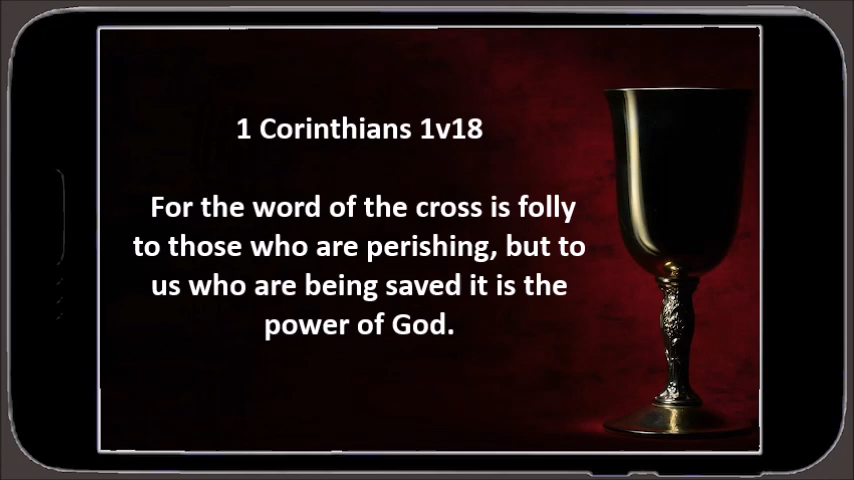 1 Corinthians 1v18
For the word of the cross is folly
to those who are perishing, but to
us who are being saved it is the
power of God.